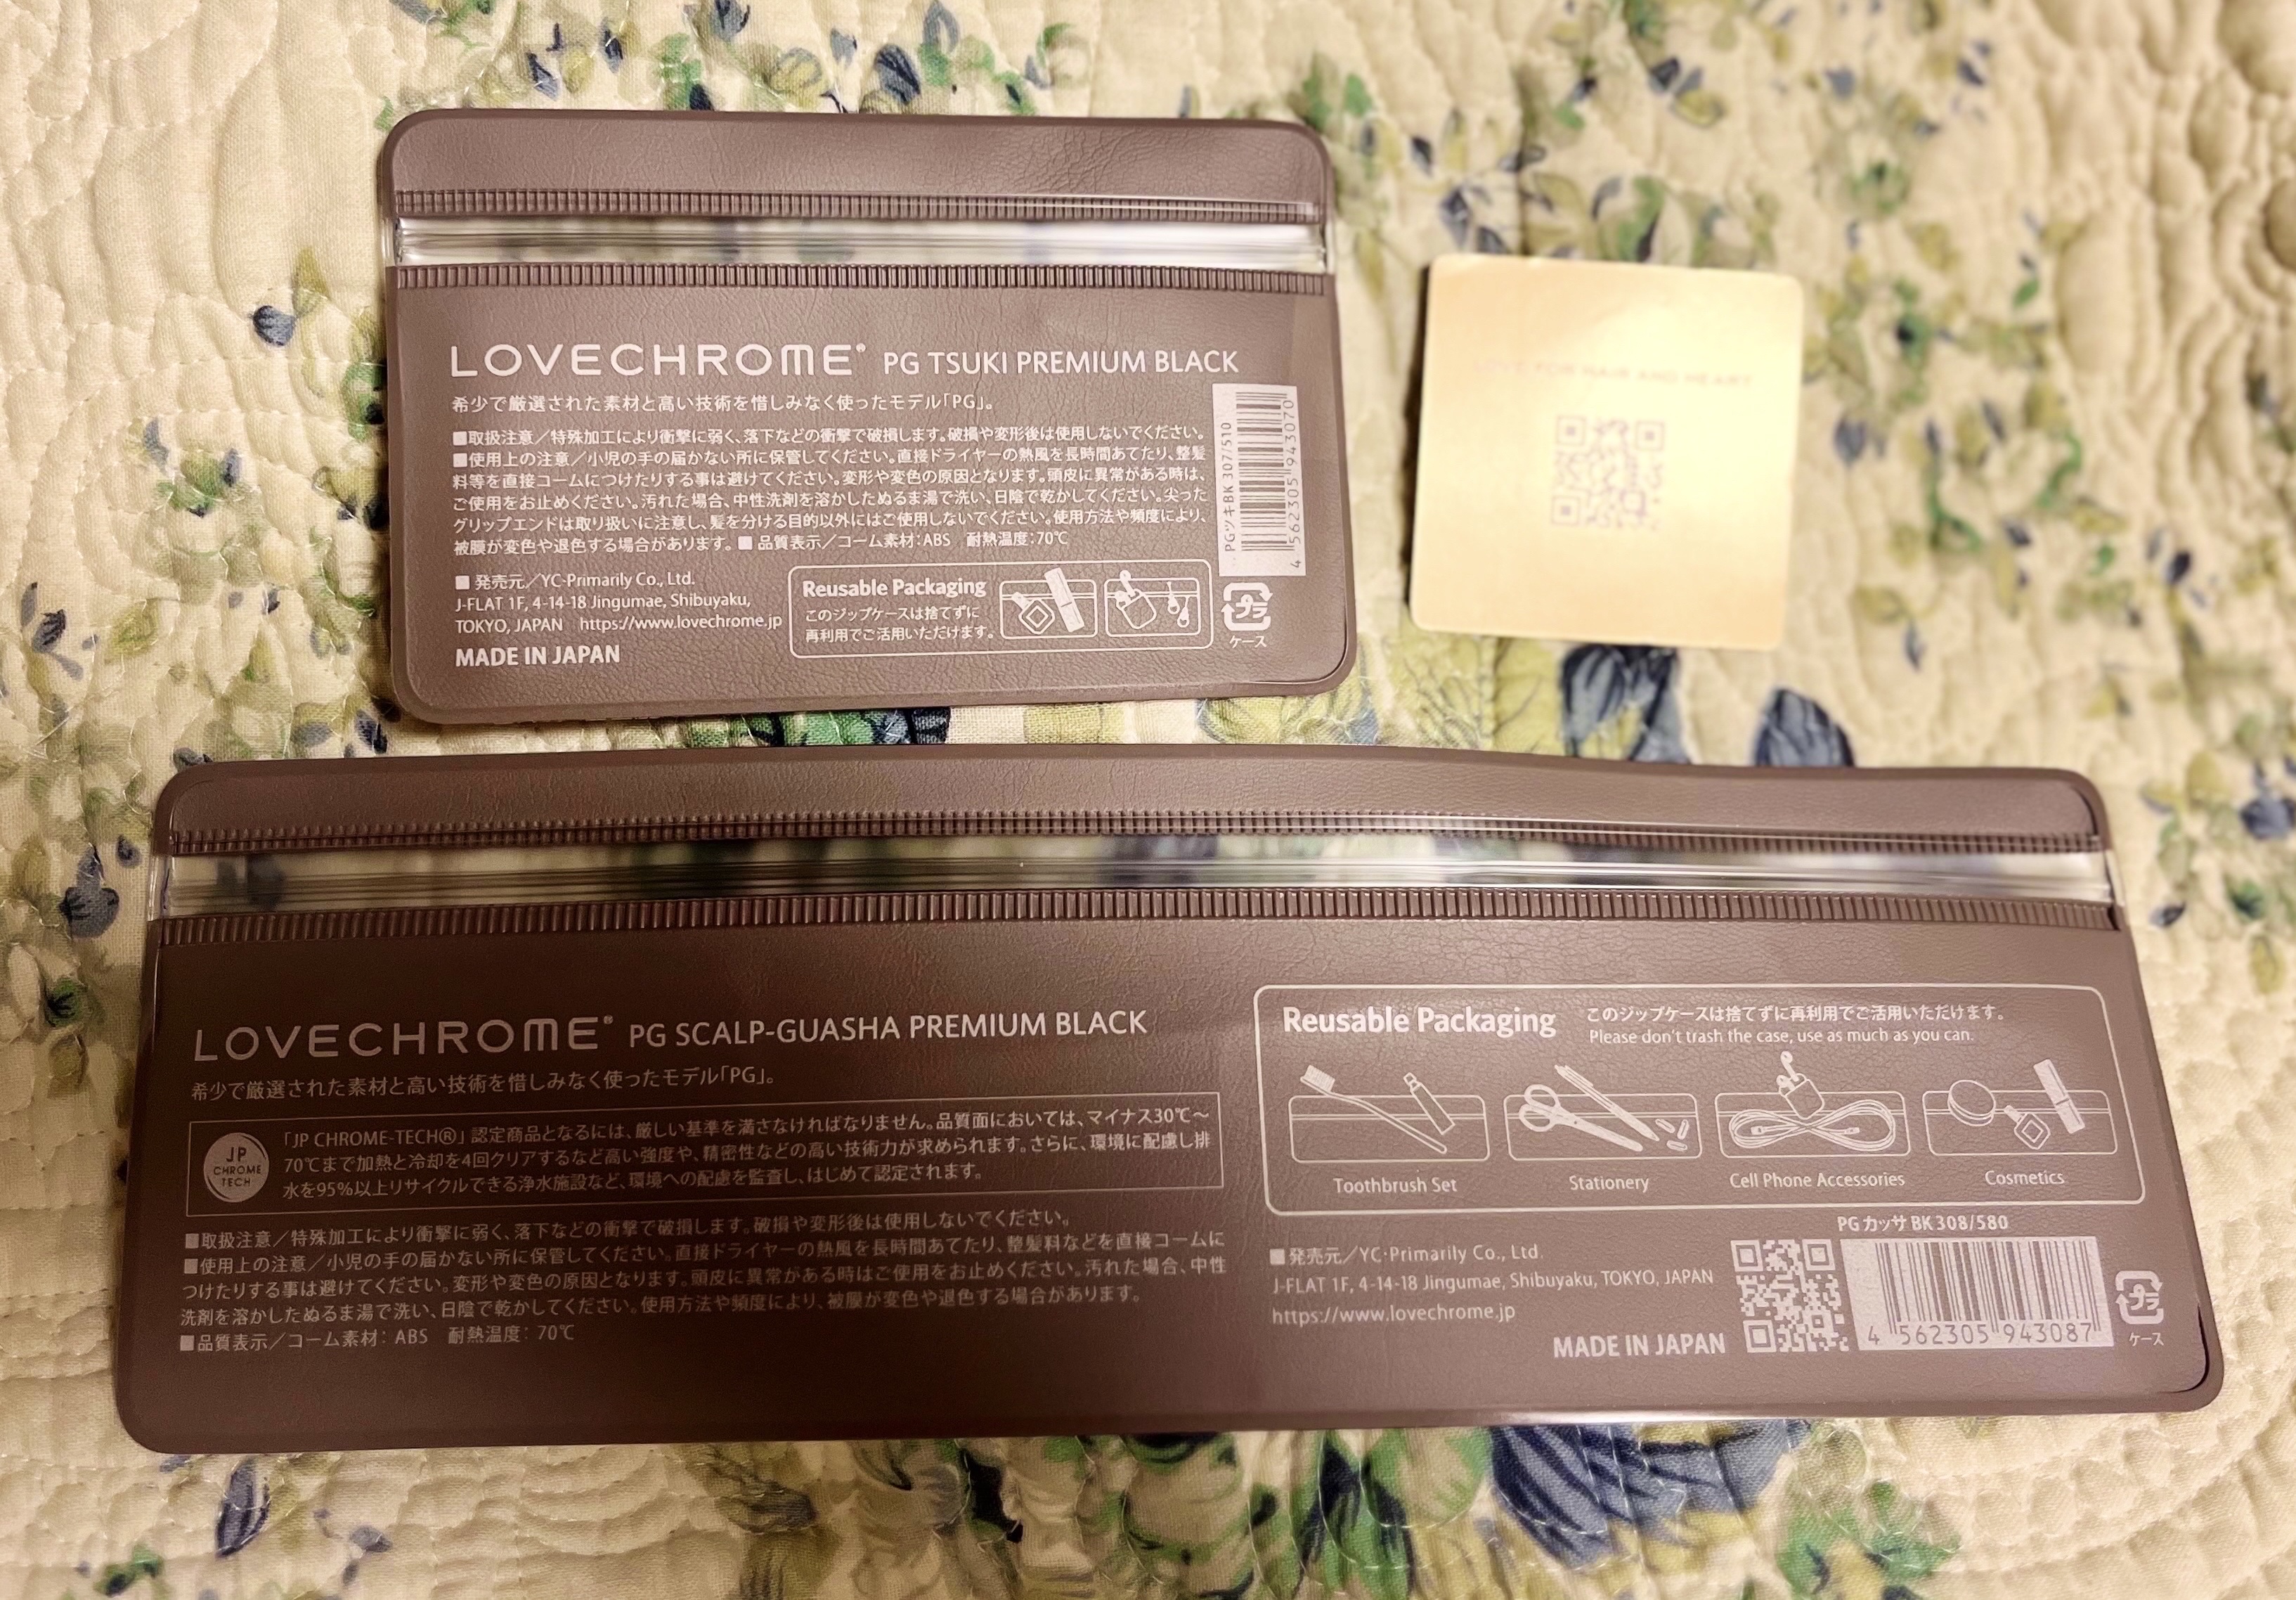 LOVECHROME® PG TSUKI PREMIUM BLACK
希少で厳選された素材と高い技術を惜しみなく使ったモデル「PG」。
■取扱注意／特殊加工により衝撃に弱く、落下などの衝撃で破損します。破損や変形後は使用しないでください。
■使用上の注意／小児の手の届かない所に保管してください。直接ドライヤーの熱風を長時間あてたり、整髪
料等を直接コームにつけたりする事は避けてください。変形や変色の原因となります。頭皮に異常がある時は、
ご使用をお止めください。汚れた場合、中性洗剤を溶かしたぬるま湯で洗い、日陰で乾かしてください。尖った
グリップエンドは取り扱いに注意し、髪を分ける目的以外にはご使用しないでください。使用方法や頻度により、
被膜が変色や退色する場合があります。■ 品質表示／コーム素材：ABS 耐熱温度：70℃
■ 発売元／YC·Primarily Co., Ltd.
J-FLAT 1F, 4-14-18 Jingumae, Shibuyaku,
TOKYO, JAPAN https://www.lovechrome.jp
MADE IN JAPAN
Reusable Packaging
このジップケースは捨てずに
再利用でご活用いただけます。
PGツキBK 307/510
4 562305 943070
プラ
ケース
LOVE FOR HAIR AND HEART
LOVECHROME® PG SCALP-GUASHA PREMIUM BLACK
希少で厳選された素材と高い技術を惜しみなく使ったモデル「PG」。
JP
CHROME
TECH
「JP CHROME-TECH®」認定商品となるには、厳しい基準を満さなければなりません。品質面においては、マイナス30℃～
70℃まで加熱と冷却を4回クリアするなど高い強度や、精密性などの高い技術力が求められます。さらに、環境に配慮し排
水を95%以上リサイクルできる浄水施設など、環境への配慮を監査し、はじめて認定されます。
■取扱注意／特殊加工により衝撃に弱く、落下などの衝撃で破損します。破損や変形後は使用しないでください。
■使用上の注意／小児の手の届かない所に保管してください。直接ドライヤーの熱風を長時間あてたり、整髪料などを直接コームに
つけたりする事は避けてください。変形や変色の原因となります。頭皮に異常がある時はご使用をお止めください。汚れた場合、中性
洗剤を溶かしたぬるま湯で洗い、日陰で乾かしてください。使用方法や頻度により、被膜が変色や退色する場合があります。
■品質表示／コーム素材：ABS 耐熱温度：70℃
Reusable Packaging
このジップケースは捨てずに再利用でご活用いただけます。
Please don't trash the case, use as much as you can.
Toothbrush Set
Stationery
Cell Phone Accessories
Cosmetics
■発売元／YC·Primarily Co., Ltd.
J-FLAT 1F, 4-14-18 Jingumae, Shibuyaku, TOKYO, JAPAN
https://www.lovechrome.jp
MADE IN JAPAN
PGカッサBK308/580
4 562305 943087
プラ
ケース